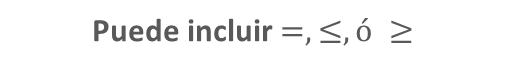 Puede incluir =, ≤, ó ≥